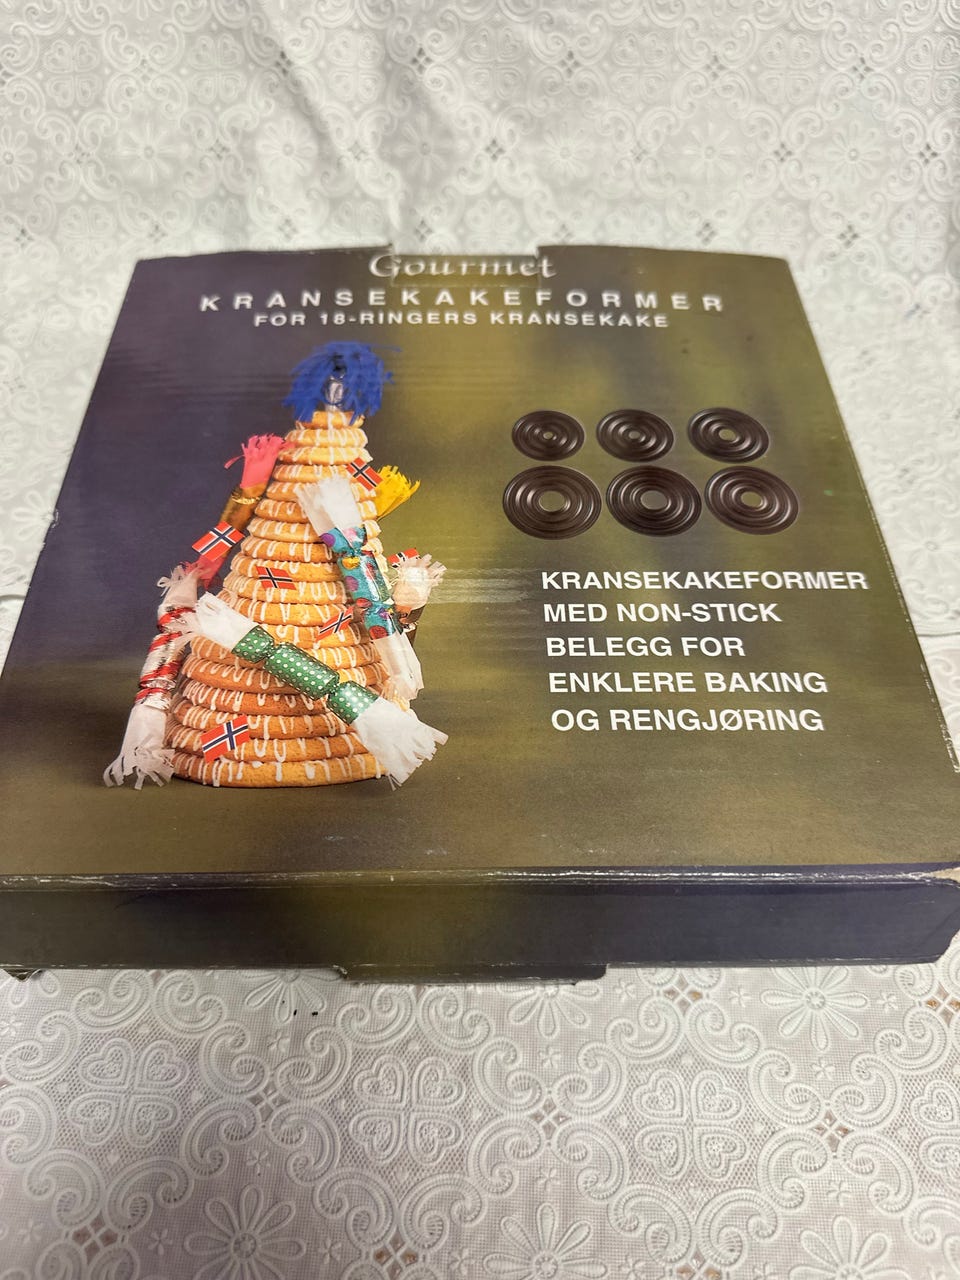 Gourmet
KRANSEKAKEFORMER
FOR 18-RINGERS KRANSEKAKE
KRANSEKAKEFORMER
MED NON-STICK
BELEGG FOR
ENKLERE BAKING
OG RENGJØRING